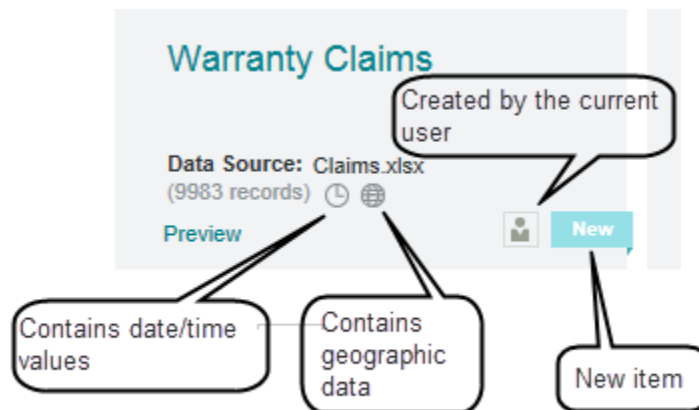 Warranty Claims
Created by the current
user
Data Source: Claims.xlsx
(9983 records)
Preview
New
Contains date/time
values
Contains
geographic
data
New item